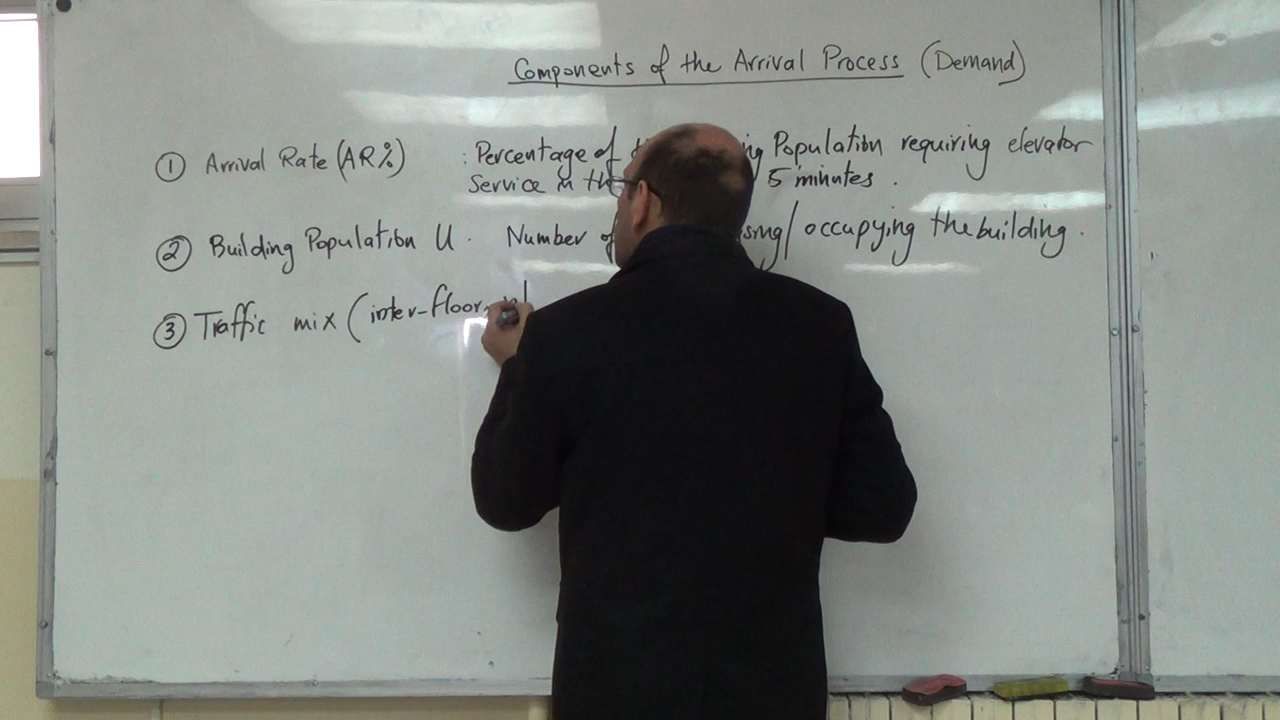 Components of the Arrival Process (Demand)
① Arrival Rate (AR%) : Percentage of Population requiring elevator
Service in 5 minutes .
② Building Population U . Number occupying the building .
③ Traffic mix (inter-floor,